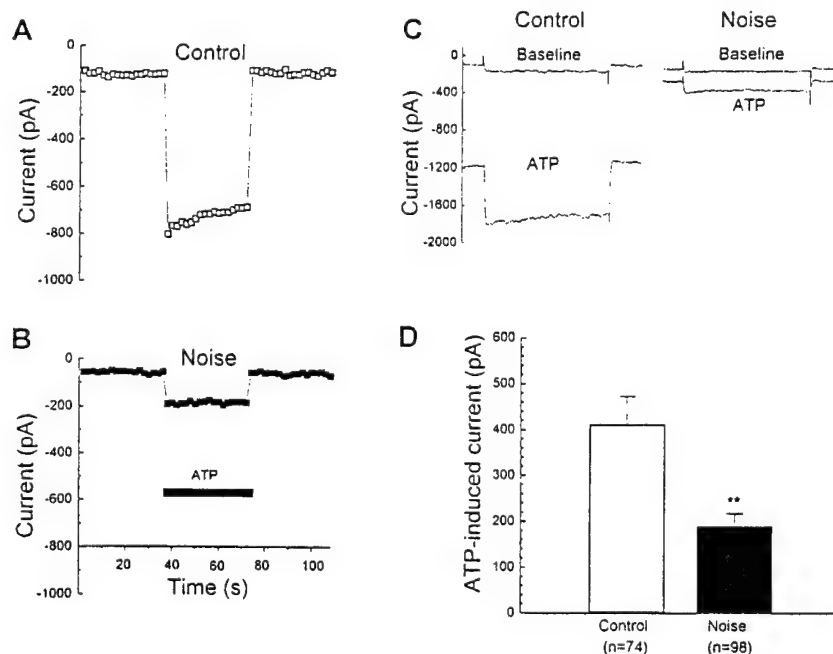 A
Control
0
-200
-400
-600
-800
-1000
Current (pA)
B
Noise
0
-200
-400
-600
-800
-1000
Current (pA)
ATP
20 40 60 80 100
Time (s)
C
Control Noise
0
-400
-800
-1200
-1600
-2000
Current (pA)
Baseline
ATP
Baseline
ATP
D
600
500
400
300
200
100
0
ATP-induced current (pA)
**
Control Noise
(n=74) (n=98)